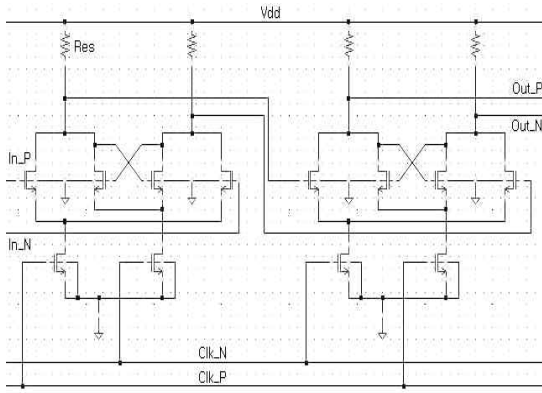 Vdd
Res
Out_P
Out_N
In_P
In_N
Clk_N
Clk_P